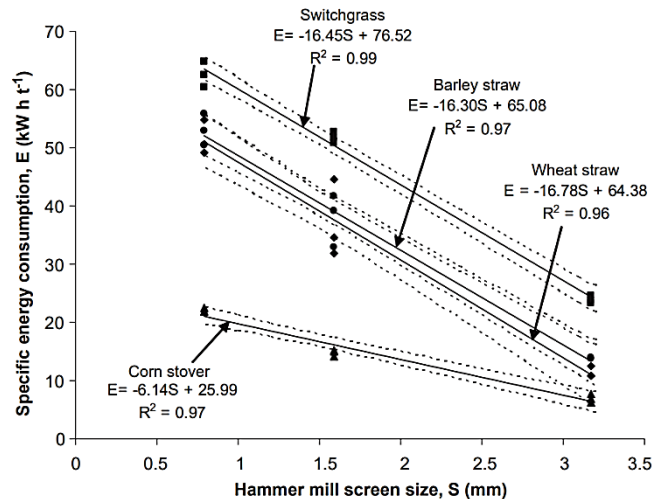 Switchgrass
E= -16.45S + 76.52
R² = 0.99
Barley straw
E= -16.30S + 65.08
R² = 0.97
Wheat straw
E = -16.78S + 64.38
R² = 0.96
Corn stover
E= -6.14S + 25.99
R² = 0.97
Specific energy consumption, E (kW h t⁻¹)
70
60
50
40
30
20
10
0
0 0.5 1 1.5 2 2.5 3 3.5
Hammer mill screen size, S (mm)